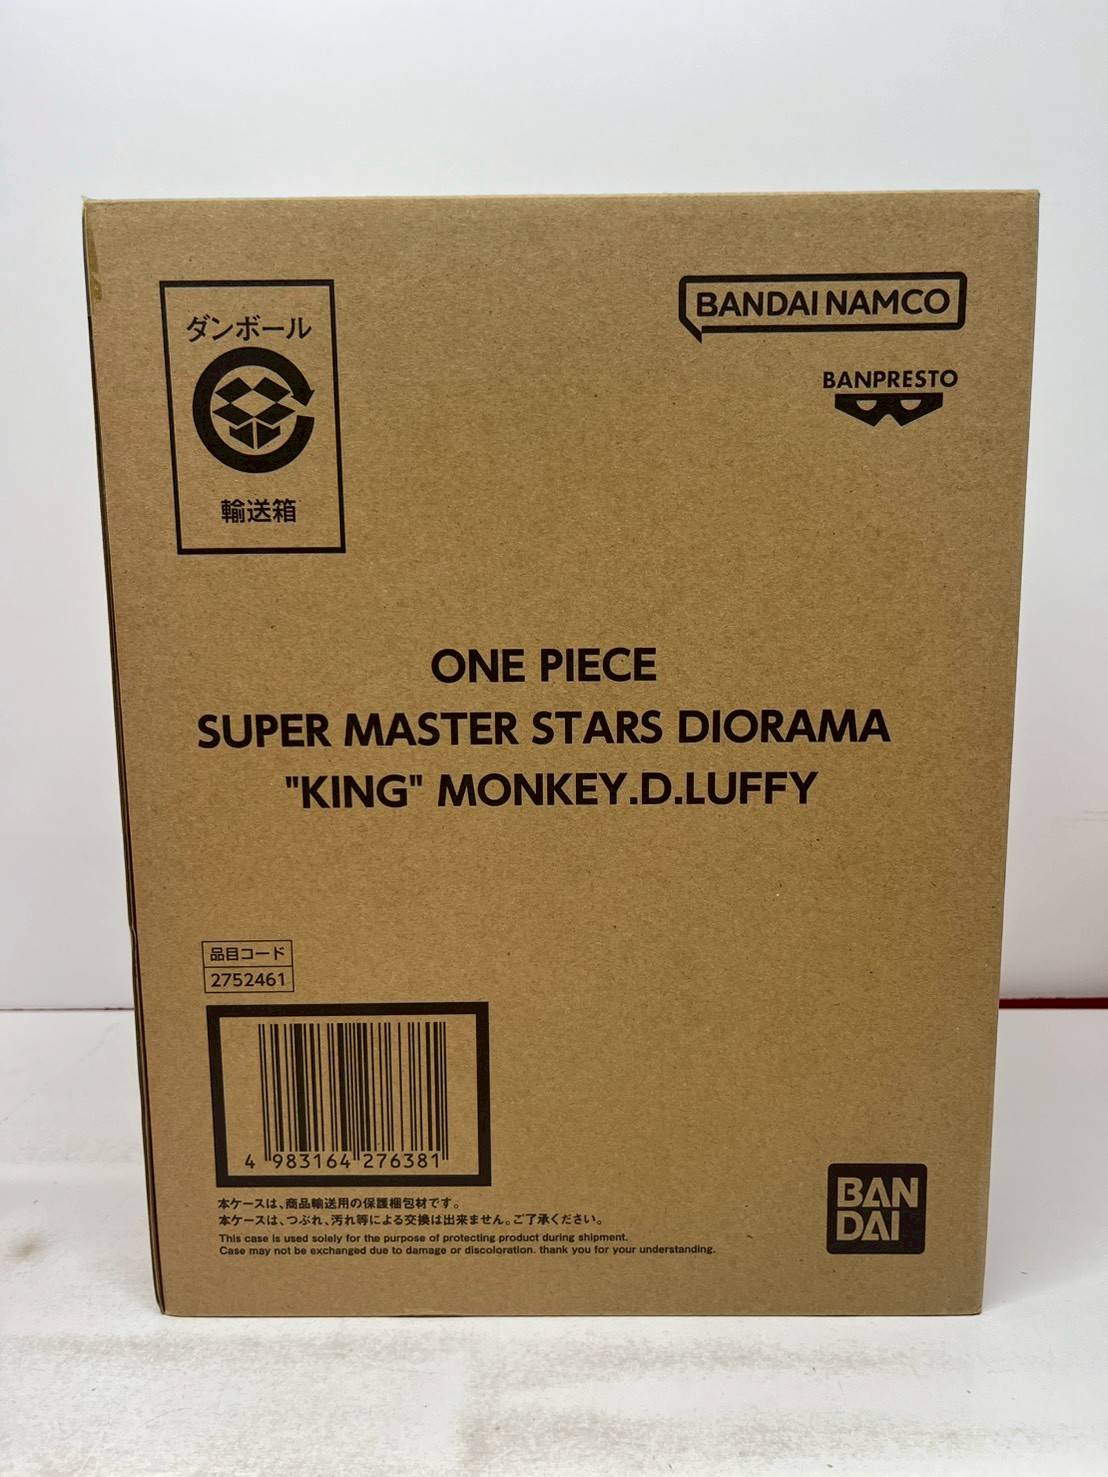 ダンボール
輸送箱
BANDAI NAMCO
BANPRESTO
ONE PIECE
SUPER MASTER STARS DIORAMA
"KING" MONKEY.D.LUFFY
品目コード
2752461
4 983164 276381
本ケースは、商品輸送用の保護梱包材です。
本ケースは、つぶれ、汚れ等による交換は出来ません。ご了承ください。
This case is used solely for the purpose of protecting product during shipment.
Case may not be exchanged due to damage or discoloration. thank you for your understanding.
BAN
DAI